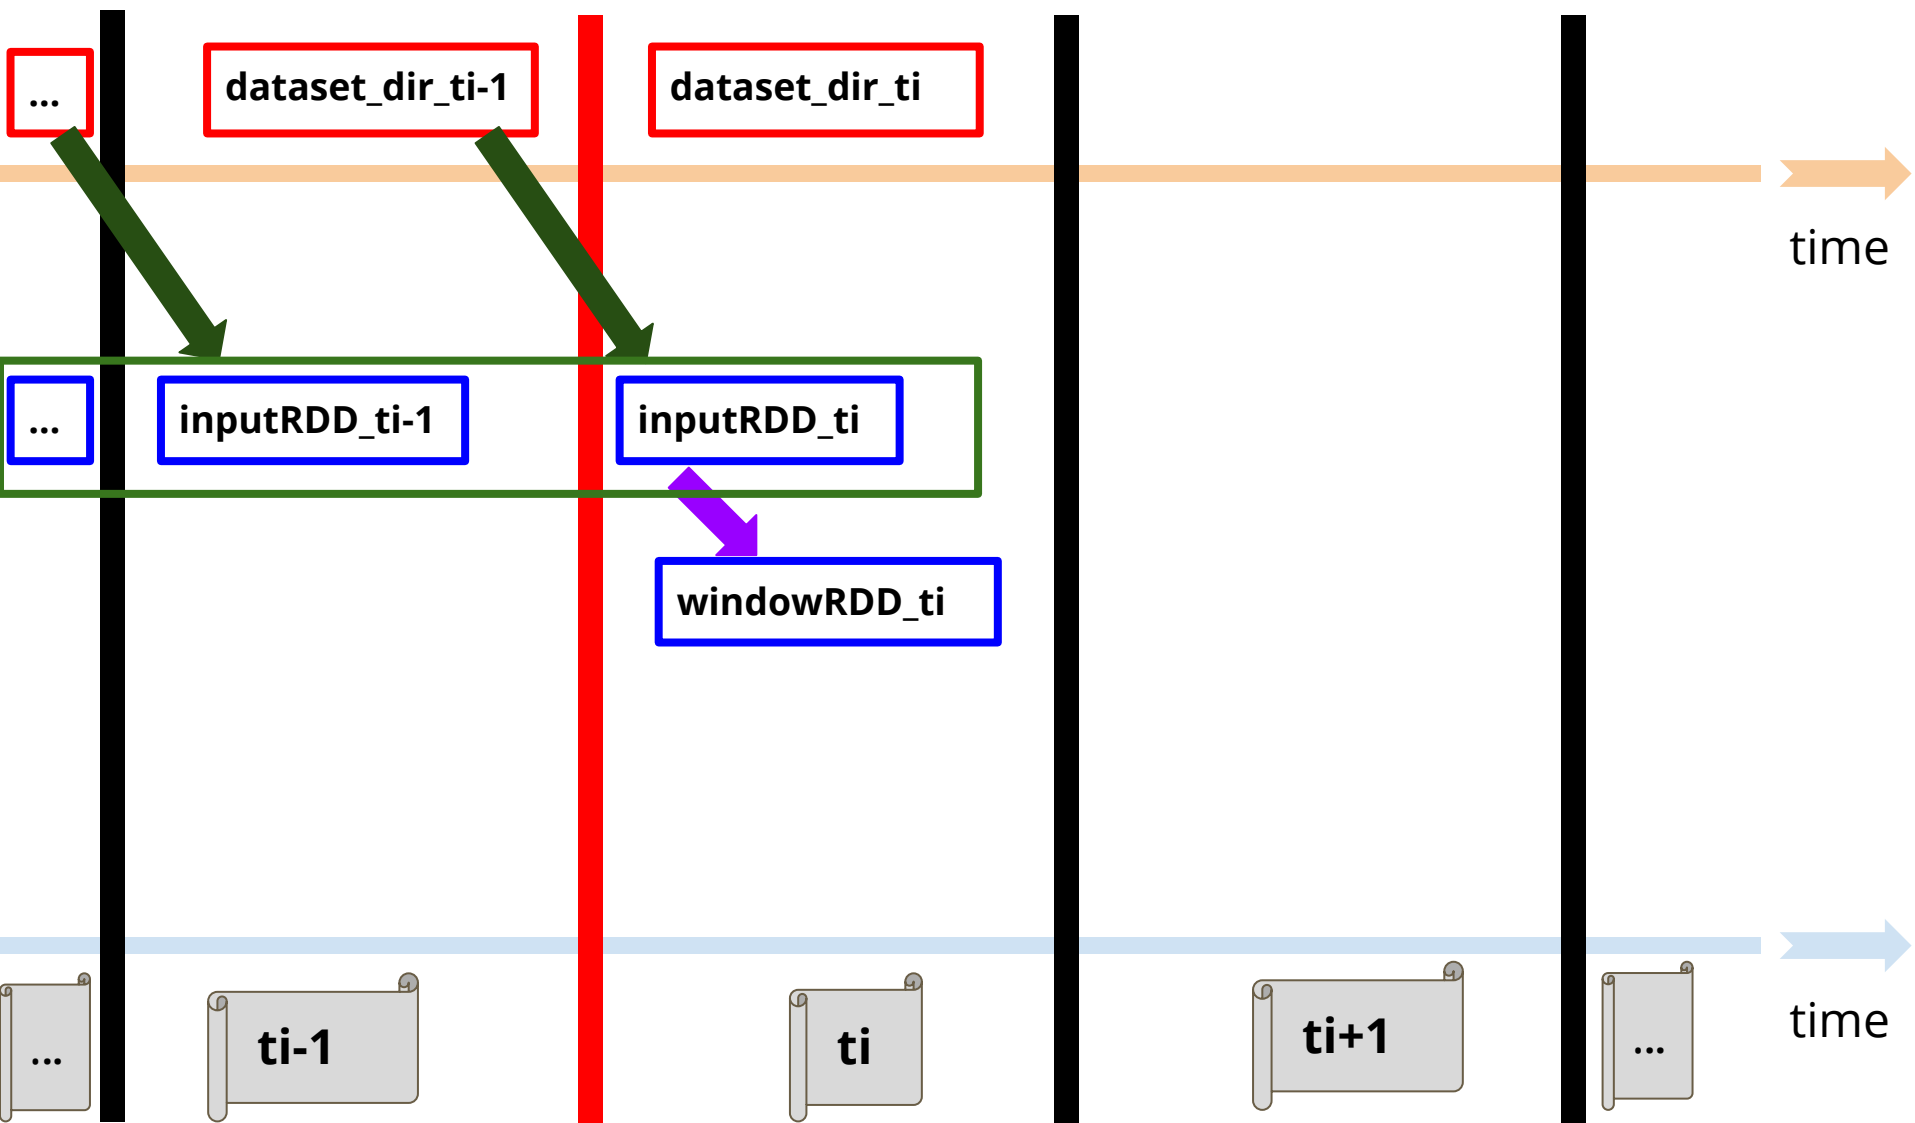 ...
dataset_dir_ti-1
dataset_dir_ti
time
...
inputRDD_ti-1
inputRDD_ti
windowRDD_ti
...
ti-1
ti
ti+1
...
time